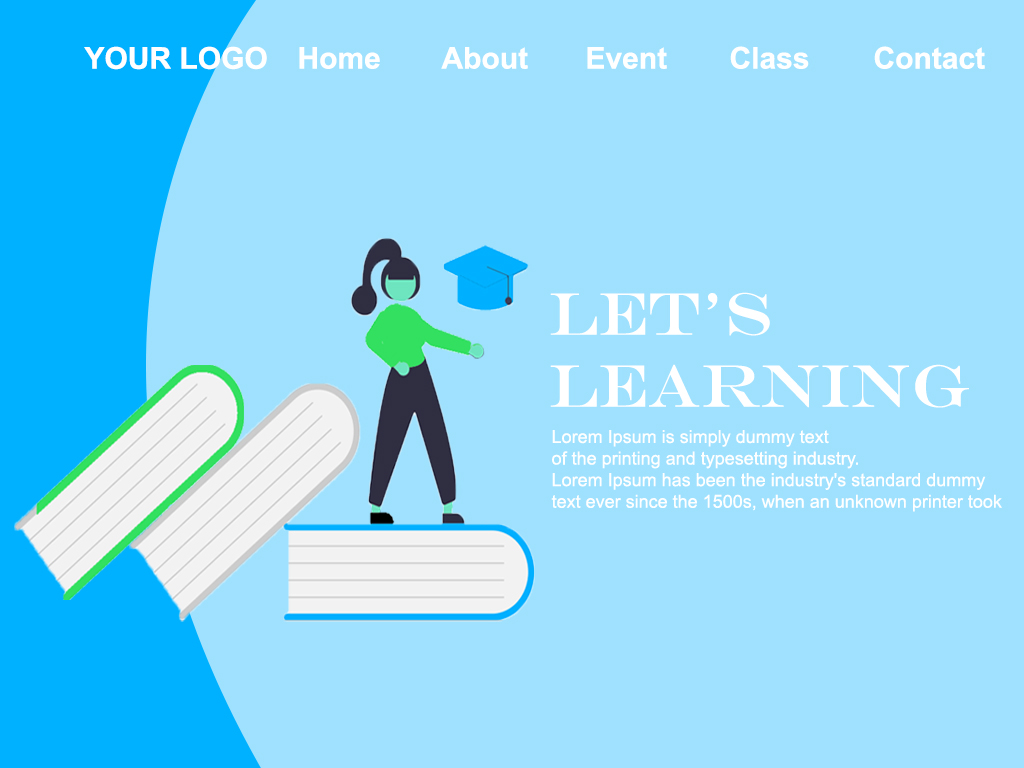 YOUR LOGO Home About Event Class Contact
LET'S
LEARNING
Lorem Ipsum is simply dummy text
of the printing and typesetting industry.
Lorem Ipsum has been the industry's standard dummy
text ever since the 1500s, when an unknown printer took